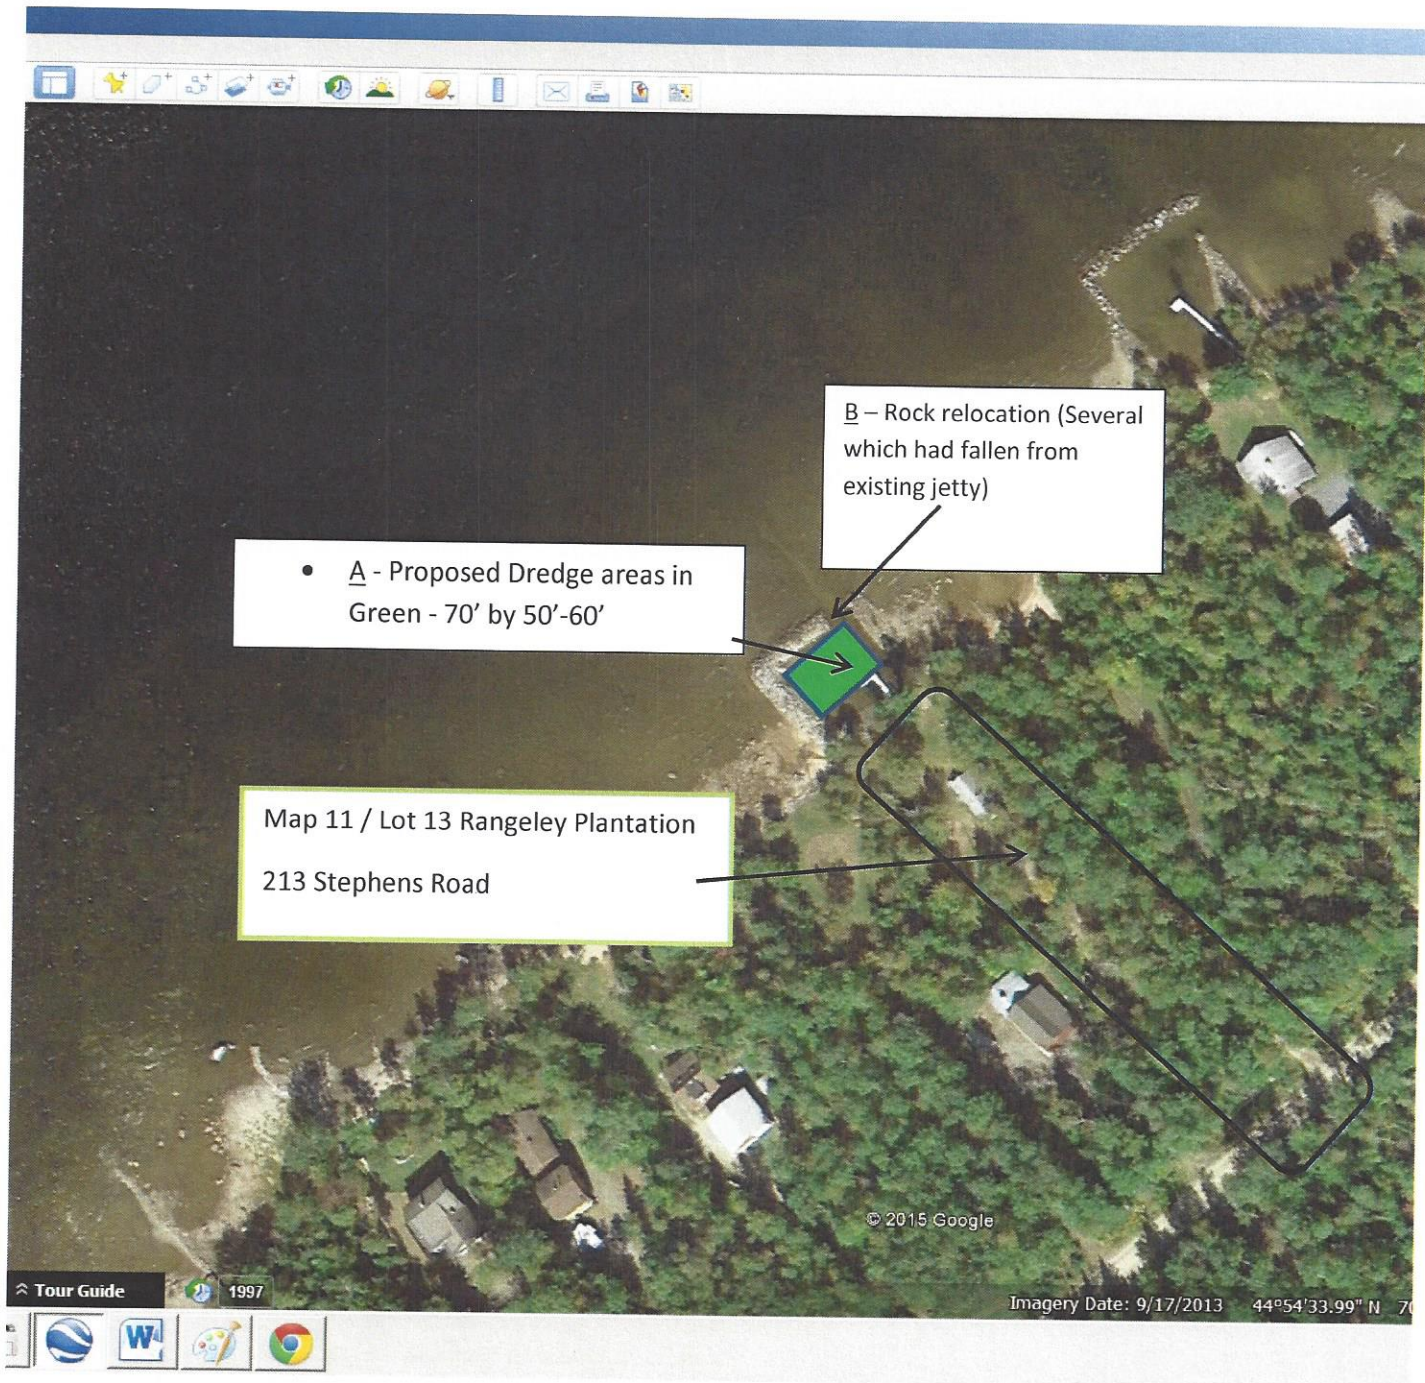 B – Rock relocation (Several
which had fallen from
existing jetty)
• A - Proposed Dredge areas in
Green - 70' by 50'-60'
Map 11 / Lot 13 Rangeley Plantation
213 Stephens Road
© 2015 Google
Tour Guide
1997
Imagery Date: 9/17/2013 44°54'33.99" N 70
W